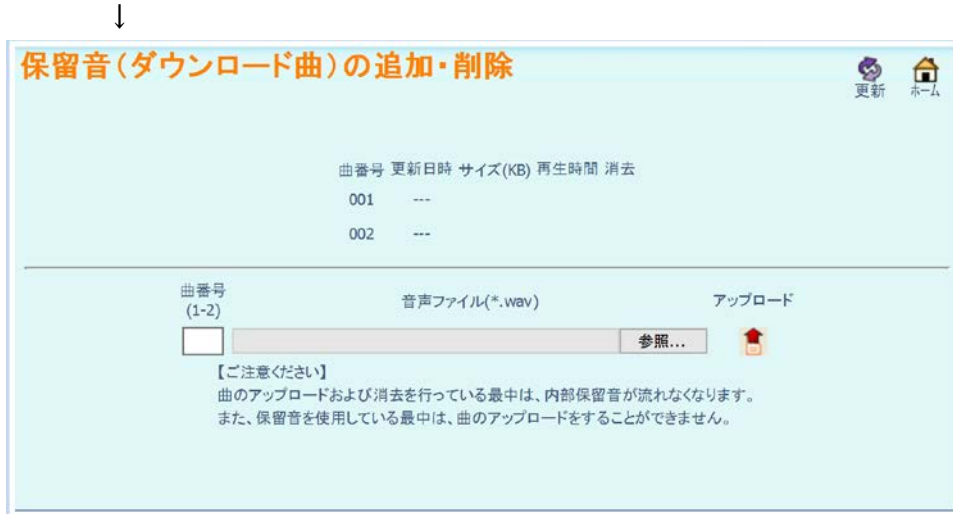 ↓
保留音(ダウンロード曲)の追加・削除
更新 ホーム
曲番号 更新日時 サイズ(KB) 再生時間 消去
001 ---
002 ---
曲番号
(1-2) 音声ファイル(*.wav) アップロード
参照...
【ご注意ください】
曲のアップロードおよび消去を行っている最中は、内部保留音が流れなくなります。
また、保留音を使用している最中は、曲のアップロードをすることができません。